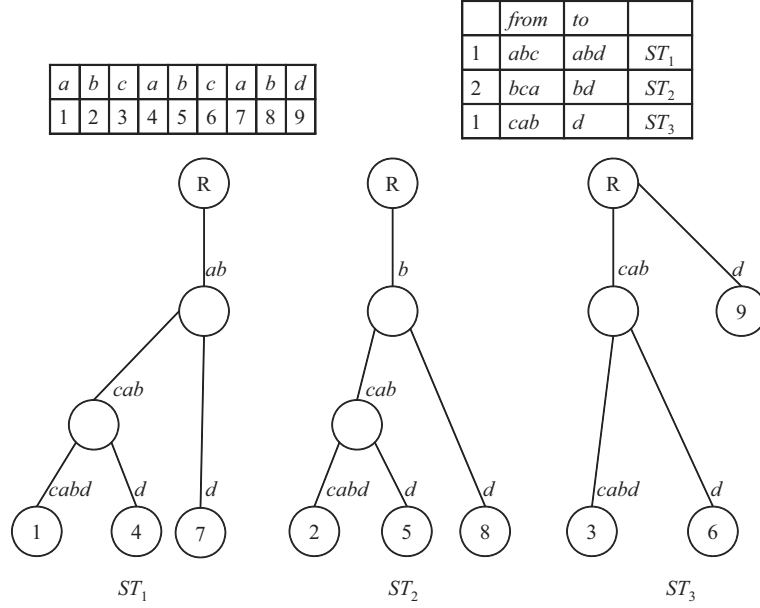 from to
1 abc abd ST1
2 bca bd ST2
1 cab d ST3
a b c a b c a b d
1 2 3 4 5 6 7 8 9
R R R
ab b cab d
9
cab cab
cabd d d cabd d d cabd d
1 4 7 2 5 8 3 6
ST1 ST2 ST3